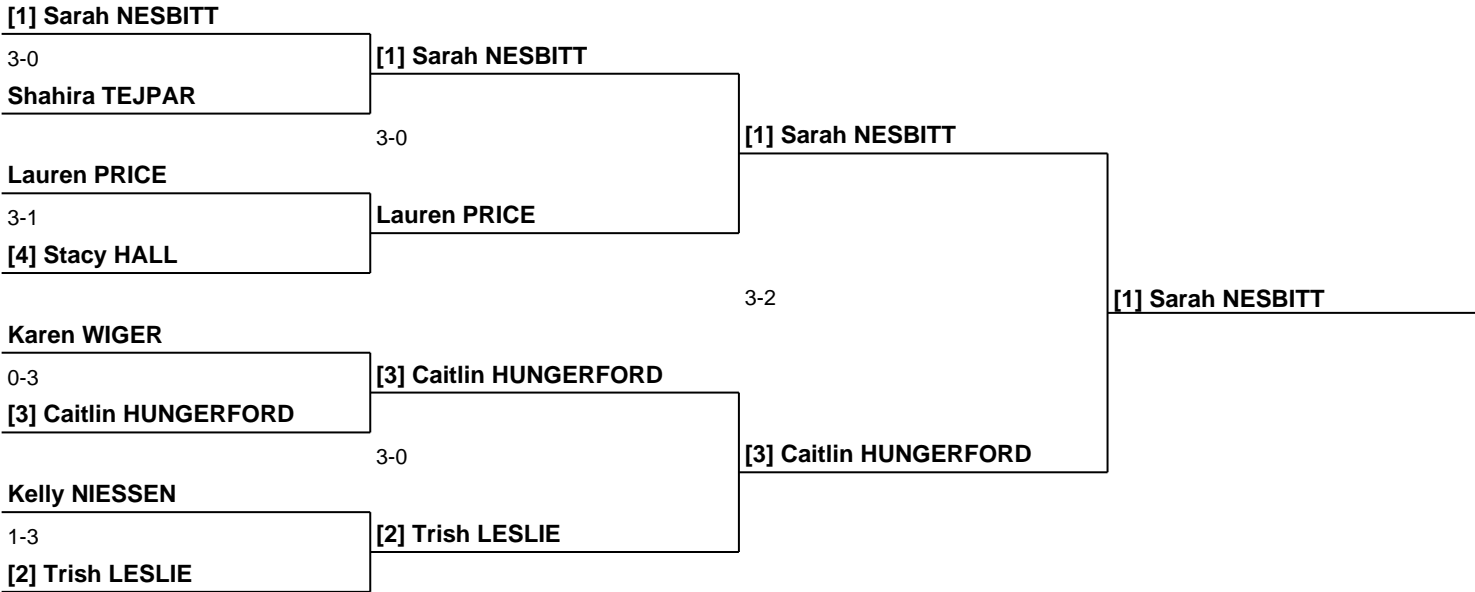 [1] Sarah NESBITT
3-0
Shahira TEJPAR
[1] Sarah NESBITT
3-0
Lauren PRICE
3-1
[4] Stacy HALL
Lauren PRICE
[1] Sarah NESBITT
3-2
[1] Sarah NESBITT
Karen WIGER
0-3
[3] Caitlin HUNGERFORD
[3] Caitlin HUNGERFORD
3-0
[3] Caitlin HUNGERFORD
Kelly NIESSEN
1-3
[2] Trish LESLIE
[2] Trish LESLIE